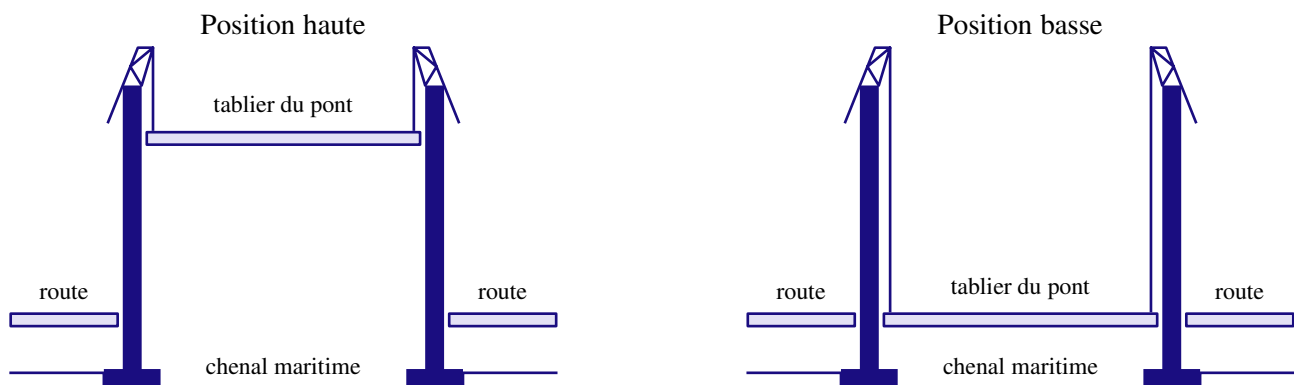 Position haute
tablier du pont
route
route
chenal maritime
Position basse
route
tablier du pont
route
chenal maritime